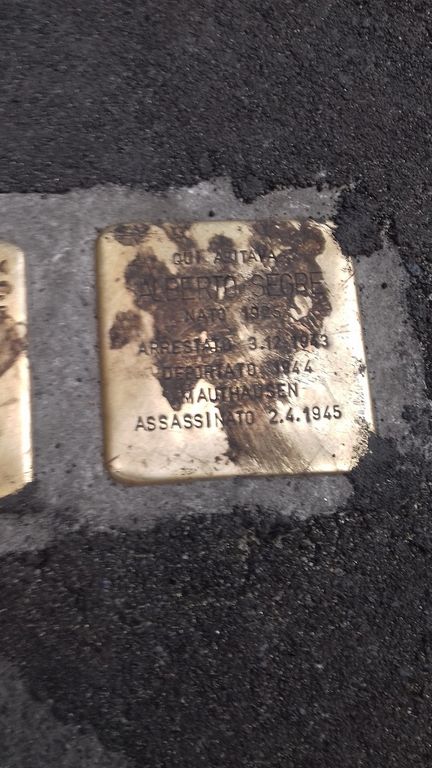 QUI ABITAVA
ALBERTO SEGRE
NATO
ARRESTATO 3.12.1943
DEPORTATO 1944
MAUTHAUSEN
ASSASSINATO 2.4.1945